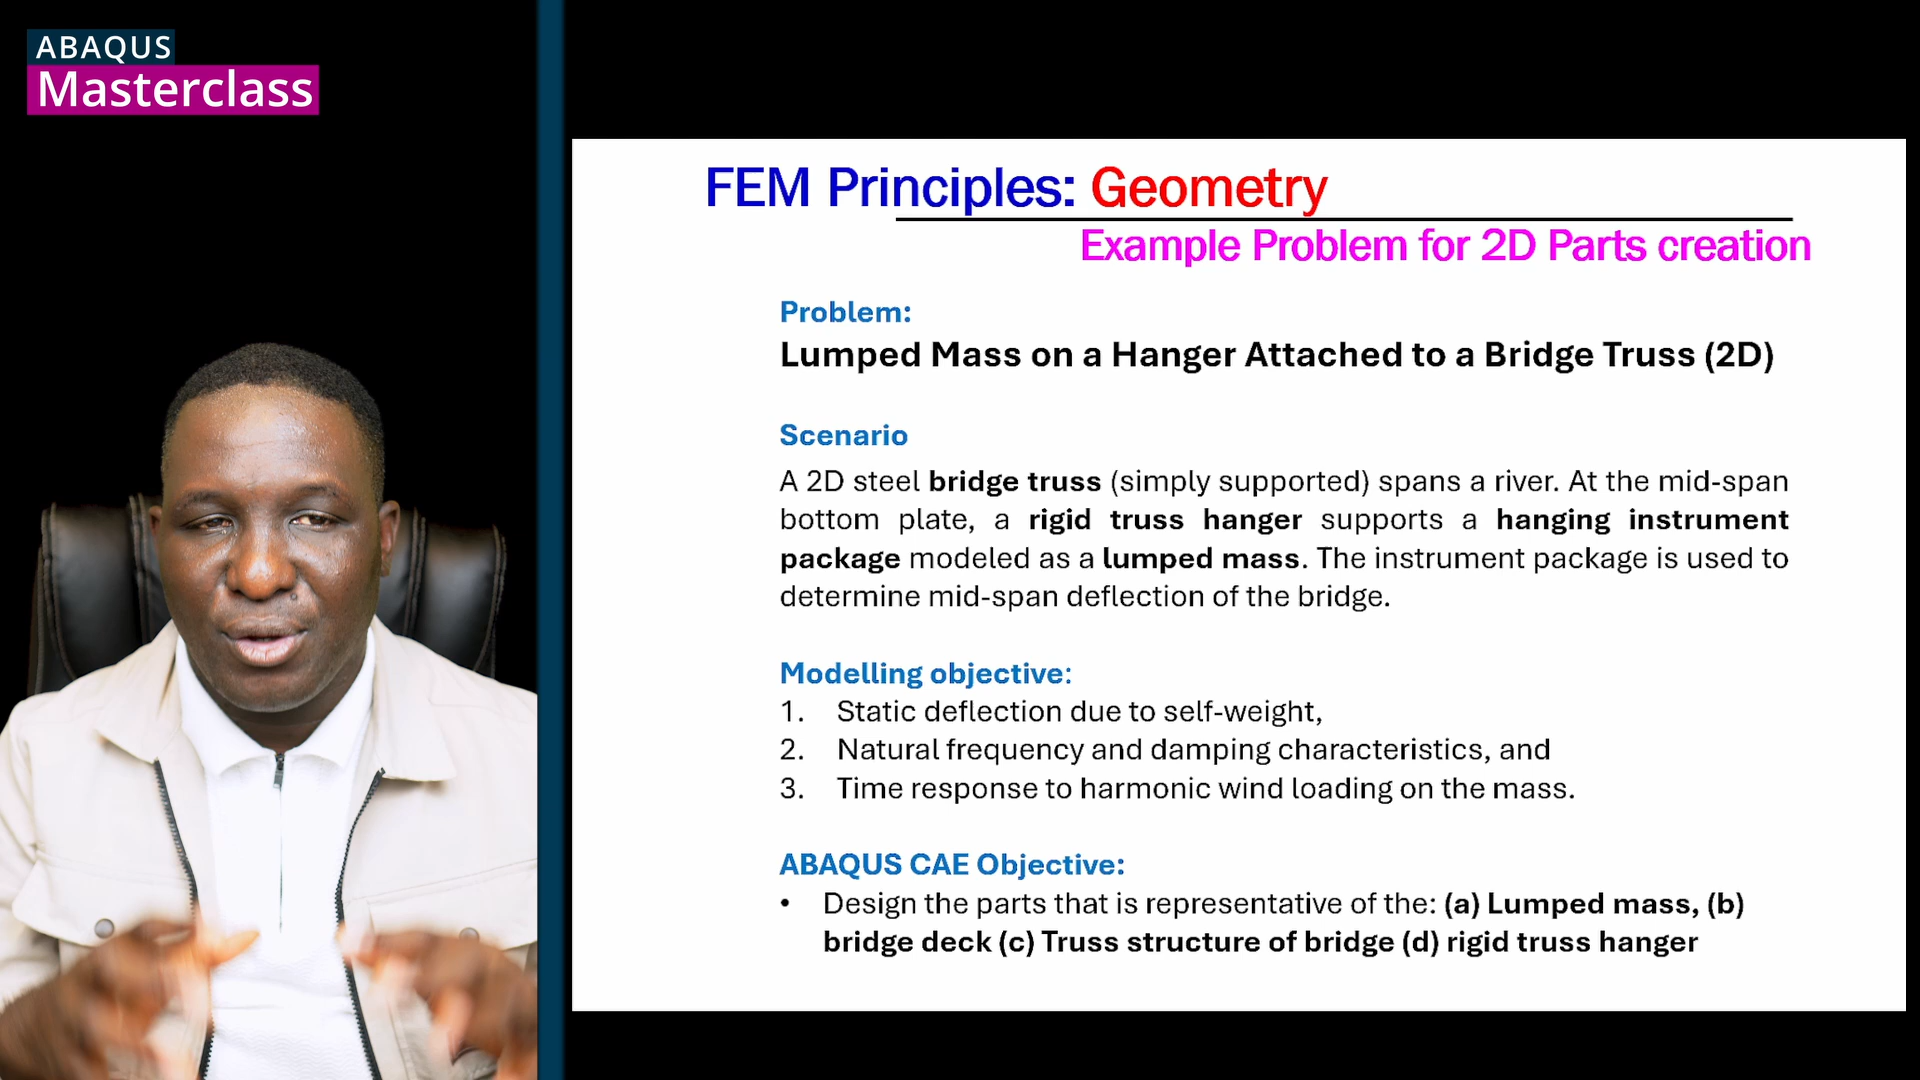 ABAQUS
Masterclass
FEM Principles: Geometry
Example Problem for 2D Parts creation
Problem:
Lumped Mass on a Hanger Attached to a Bridge Truss (2D)
Scenario
A 2D steel bridge truss (simply supported) spans a river. At the mid-span
bottom plate, a rigid truss hanger supports a hanging instrument
package modeled as a lumped mass. The instrument package is used to
determine mid-span deflection of the bridge.
Modelling objective:
1. Static deflection due to self-weight,
2. Natural frequency and damping characteristics, and
3. Time response to harmonic wind loading on the mass.
ABAQUS CAE Objective:
• Design the parts that is representative of the: (a) Lumped mass, (b)
bridge deck (c) Truss structure of bridge (d) rigid truss hanger